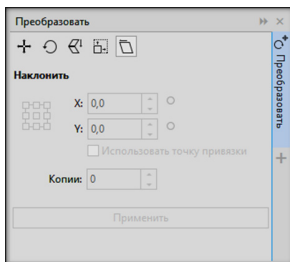 Преобразовать
Преобразовать
Наклонить
X: 0,0
Y: 0,0
Использовать точку привязки
Копии: 0
Применить